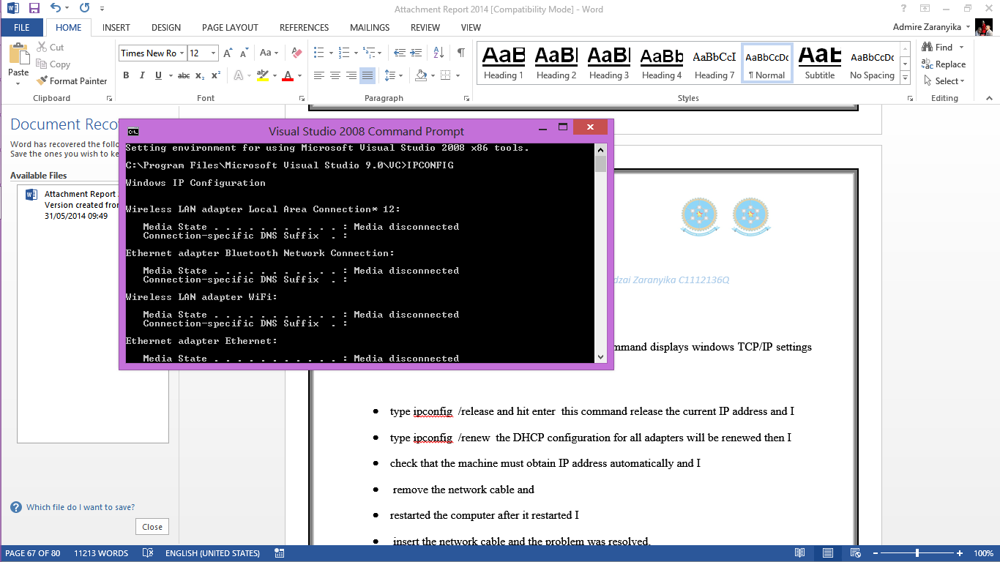 Attachment Report 2014 [Compatibility Mode] - Word
FILE HOME INSERT DESIGN PAGE LAYOUT REFERENCES MAILINGS REVIEW VIEW Admire Zaranyika
Paste
Cut
Copy
Format Painter
Clipboard
Times New Ro 12
Font
Paragraph
AaB Heading 1
AaBl Heading 2
AaBl Heading 3
AaBb Heading 4
AaBbCcI Heading 7
AaBbCcDc ¶ Normal
AaE Subtitle
AaBbCcDc No Spacing
Styles
Find
Replace
Select
Editing
Document Reco
Word has recovered the follo
Save the ones you wish to ke
Available Files
Attachment Report
Version created from
31/05/2014 09:49
Which file do I want to save?
Close
Visual Studio 2008 Command Prompt
Setting environment for using Microsoft Visual Studio 2008 x86 tools.
C:\Program Files\Microsoft Visual Studio 9.0\VC>IPCONFIG
Windows IP Configuration
Wireless LAN adapter Local Area Connection* 12:
Media State . . . . . . . . . . . : Media disconnected
Connection-specific DNS Suffix . :
Ethernet adapter Bluetooth Network Connection:
Media State . . . . . . . . . . . : Media disconnected
Connection-specific DNS Suffix . :
Wireless LAN adapter WiFi:
Media State . . . . . . . . . . . : Media disconnected
Connection-specific DNS Suffix . :
Ethernet adapter Ethernet:
Media State . . . . . . . . . . . : Media disconnected
dzai Zaranyika C1112136Q
mmand displays windows TCP/IP settings
• type ipconfig /release and hit enter this command release the current IP address and I
• type ipconfig /renew the DHCP configuration for all adapters will be renewed then I
• check that the machine must obtain IP address automatically and I
• remove the network cable and
• restarted the computer after it restarted I
• insert the network cable and the problem was resolved.
PAGE 67 OF 80 11213 WORDS ENGLISH (UNITED STATES) 100%